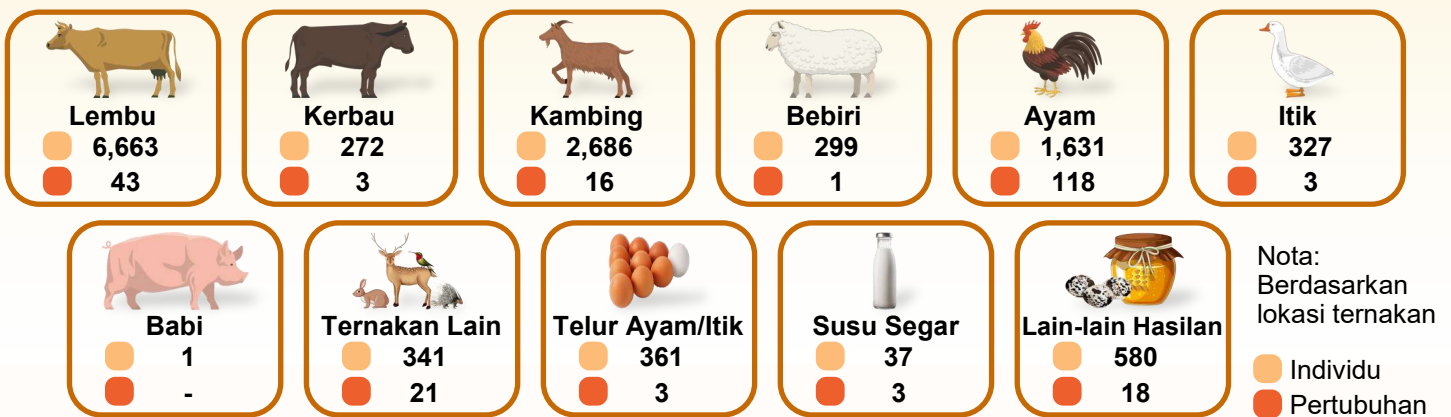 Lembu
6,663
43
Kerbau
272
3
Kambing
2,686
16
Bebiri
299
1
Ayam
1,631
118
Itik
327
3
Babi
1
-
Ternakan Lain
341
21
Telur Ayam/Itik
361
3
Susu Segar
37
3
Lain-lain Hasilan
580
18
Nota:
Berdasarkan
lokasi ternakan
Individu
Pertubuhan